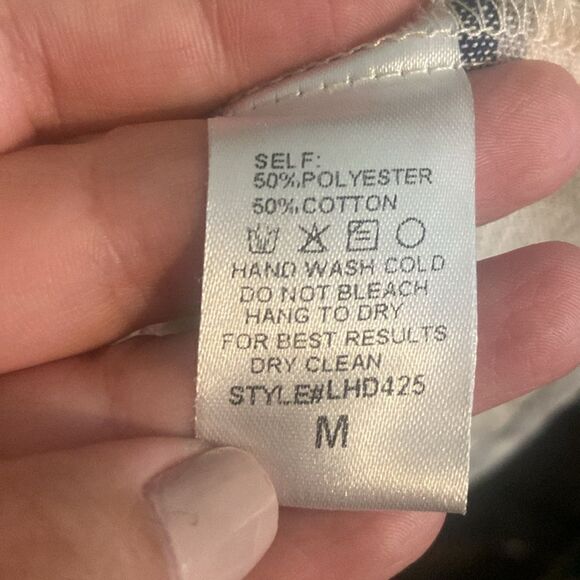 SELF:
50%POLYESTER
50%COTTON
HAND WASH COLD
DO NOT BLEACH
HANG TO DRY
FOR BEST RESULTS
DRY CLEAN
STYLE#LHD425
M